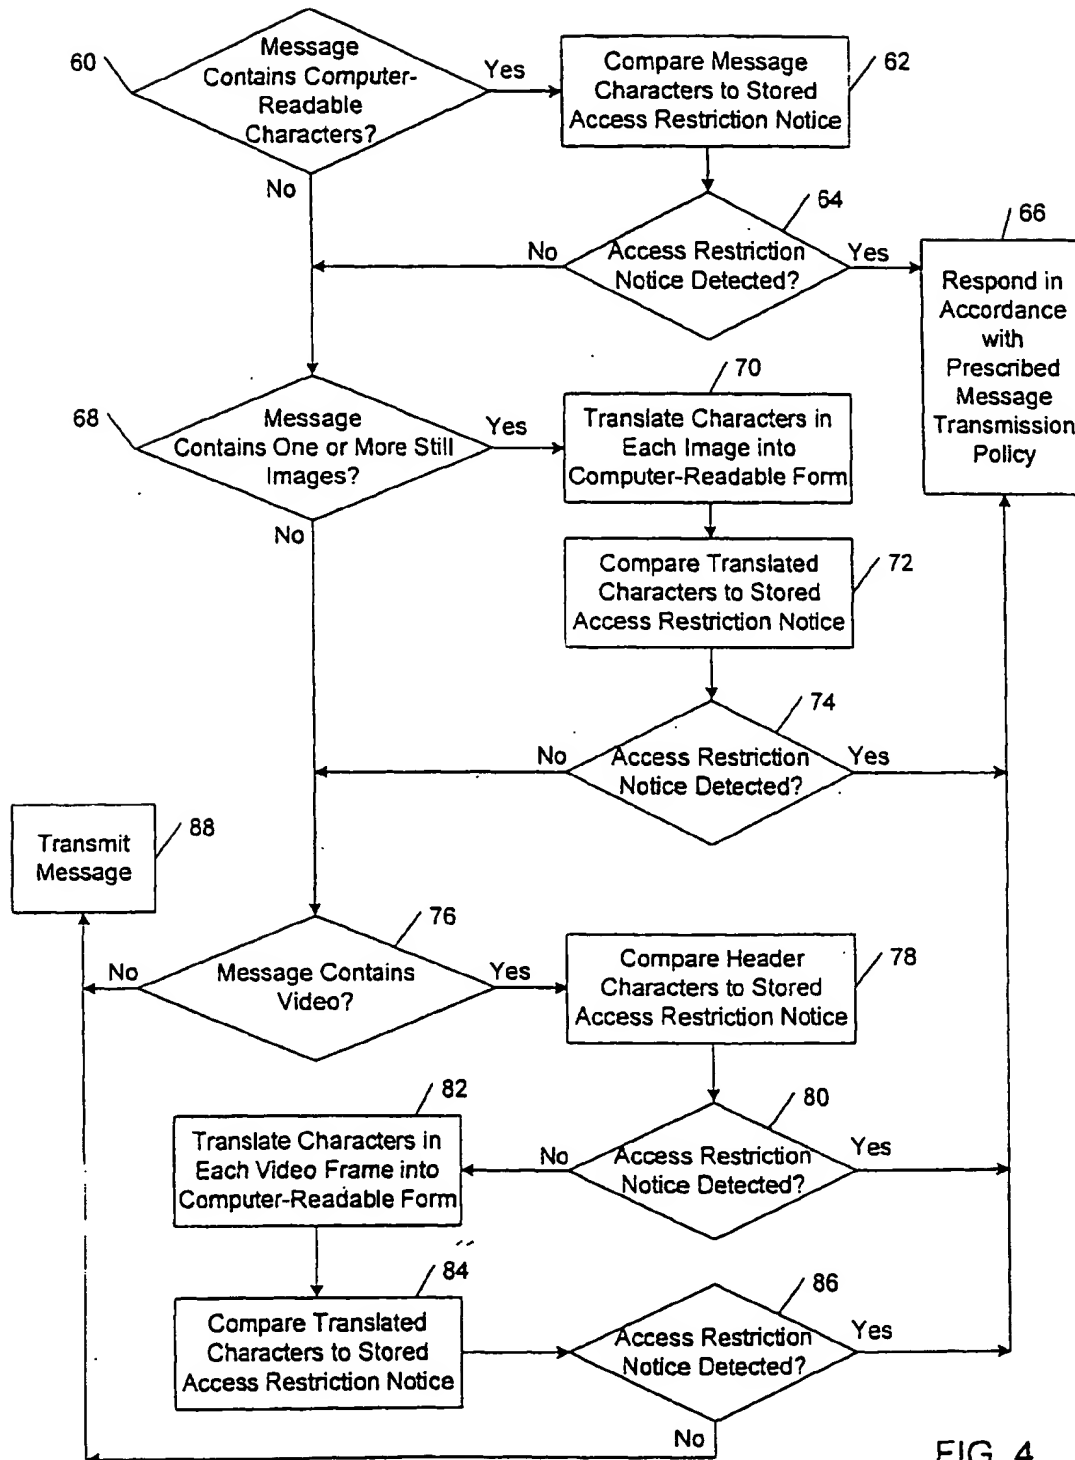 60
Message
Contains Computer-
Readable
Characters?
Yes
No
Compare Message
Characters to Stored
Access Restriction Notice
62
64
Access Restriction
Notice Detected?
No
Yes
66
Respond in
Accordance
with
Prescribed
Message
Transmission
Policy
68
Message
Contains One or More Still
Images?
Yes
No
70
Translate Characters in
Each Image into
Computer-Readable Form
Compare Translated
Characters to Stored
Access Restriction Notice
72
74
Access Restriction
Notice Detected?
No
Yes
Transmit
Message
88
76
Message Contains
Video?
No
Yes
Compare Header
Characters to Stored
Access Restriction Notice
78
80
Access Restriction
Notice Detected?
No
Yes
82
Translate Characters in
Each Video Frame into
Computer-Readable Form
84
Compare Translated
Characters to Stored
Access Restriction Notice
86
Access Restriction
Notice Detected?
Yes
No
FIG. 4